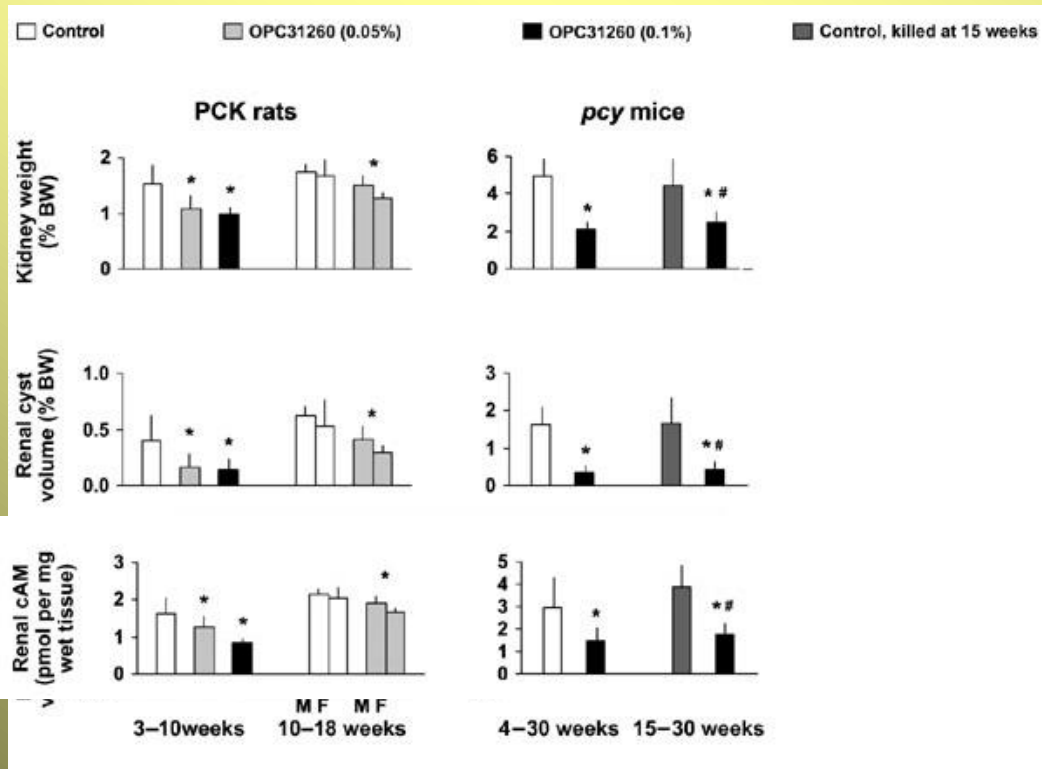 Control OPC31260 (0.05%) OPC31260 (0.1%) Control, killed at 15 weeks
PCK rats pcy mice
Kidney weight
(% BW)
2
1
0
* * *
6
4
2
0
* * #
Renal cyst
volume (% BW)
1.0
0.5
0.0
* * *
3
2
1
0
* * #
Renal cAM
(pmol per mg
wet tissue)
3
2
1
0
* * *
5
4
3
2
1
0
* * #
M F M F
3–10weeks 10–18 weeks 4–30 weeks 15–30 weeks